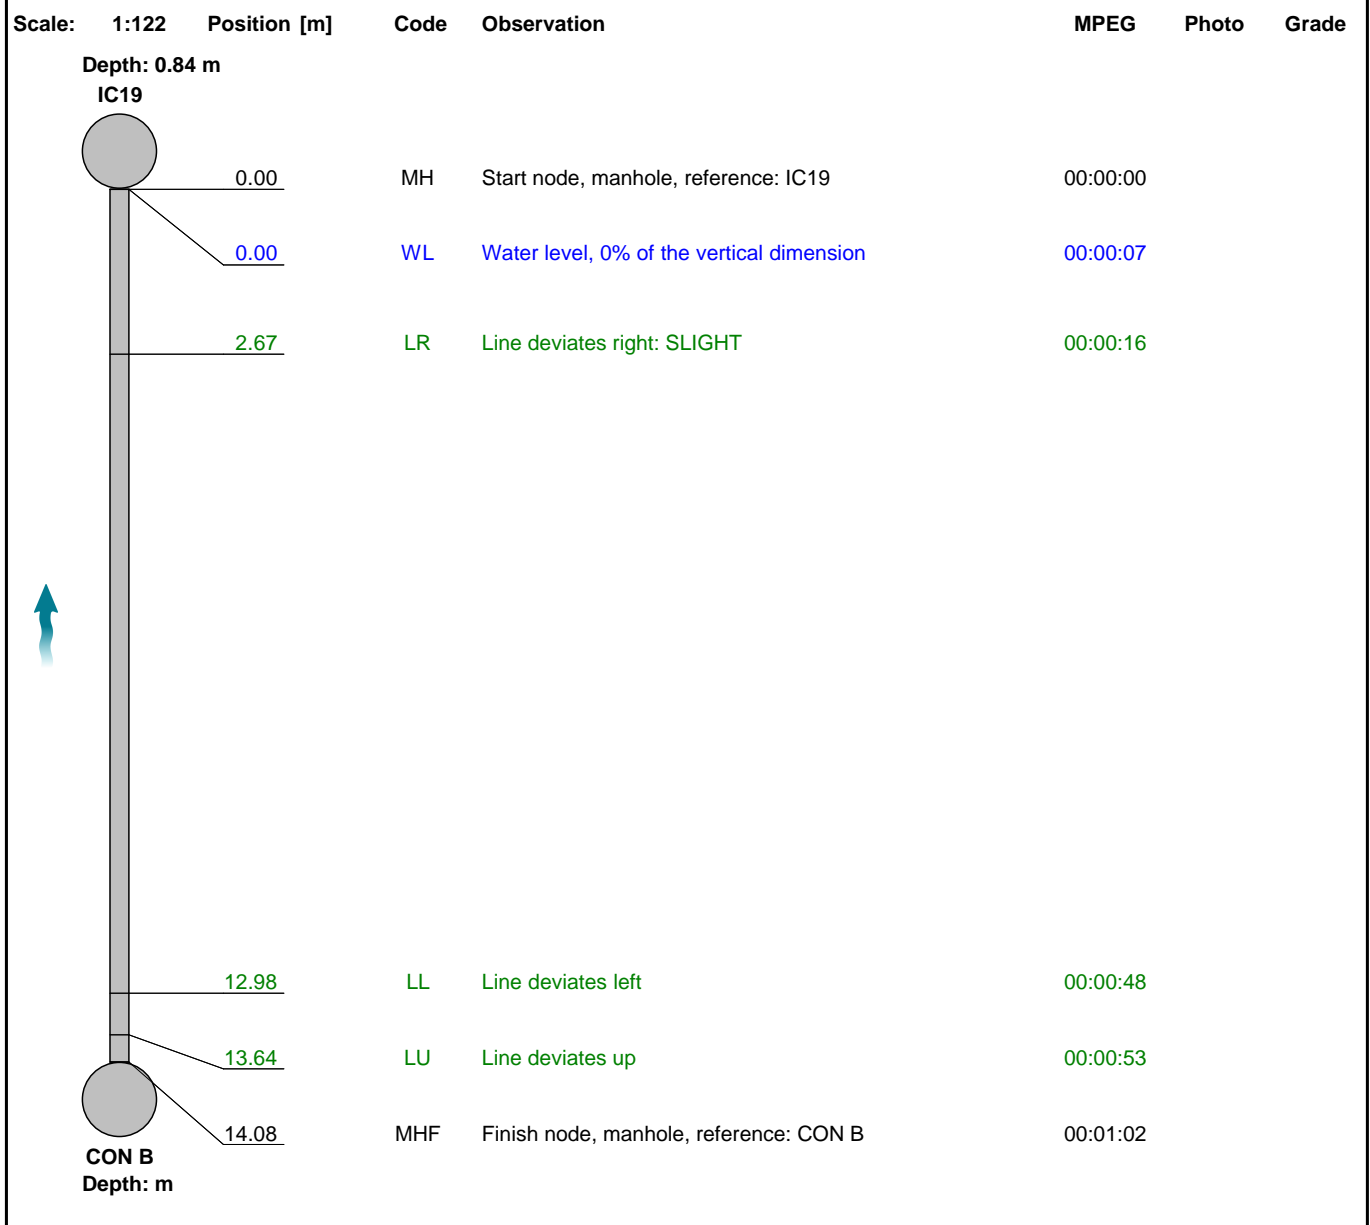 Scale: 1:122 Position [m] Code Observation MPEG Photo Grade
Depth: 0.84 m
IC19
0.00 MH Start node, manhole, reference: IC19 00:00:00
0.00 WL Water level, 0% of the vertical dimension 00:00:07
2.67 LR Line deviates right: SLIGHT 00:00:16
12.98 LL Line deviates left 00:00:48
13.64 LU Line deviates up 00:00:53
14.08 MHF Finish node, manhole, reference: CON B 00:01:02
CON B
Depth: m